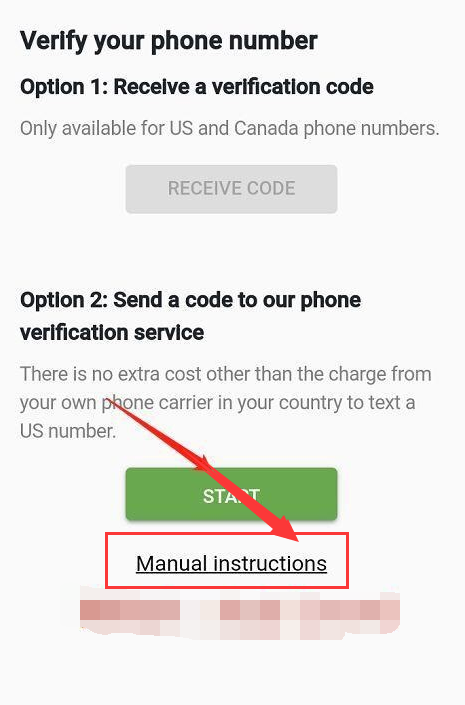 Verify your phone number
Option 1: Receive a verification code
Only available for US and Canada phone numbers.
RECEIVE CODE
Option 2: Send a code to our phone
verification service
There is no extra cost other than the charge from
your own phone carrier in your country to text a
US number.
START
Manual instructions